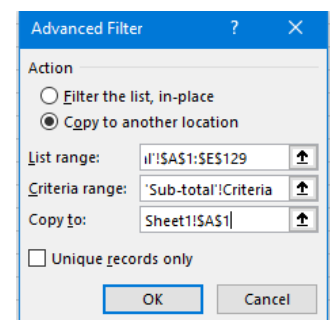 Advanced Filter ? ×
Action
Filter the list, in-place
Copy to another location
List range: il'!$A$1:$E$129
Criteria range: 'Sub-total'!Criteria
Copy to: Sheet1!$A$1
Unique records only
OK Cancel